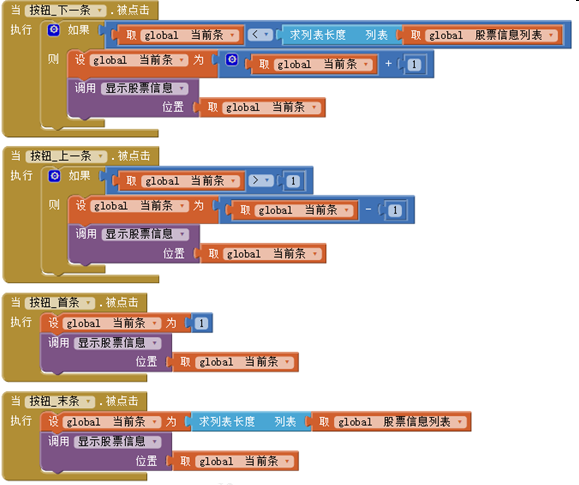 当 按钮_下一条 . 被点击
执行 如果 取 global 当前条 < 求列表长度 列表 取 global 股票信息列表
则 设 global 当前条 为 取 global 当前条 + 1
调用 显示股票信息
位置 取 global 当前条
当 按钮_上一条 . 被点击
执行 如果 取 global 当前条 > 1
则 设 global 当前条 为 取 global 当前条 - 1
调用 显示股票信息
位置 取 global 当前条
当 按钮_首条 . 被点击
执行 设 global 当前条 为 1
调用 显示股票信息
位置 取 global 当前条
当 按钮_末条 . 被点击
执行 设 global 当前条 为 求列表长度 列表 取 global 股票信息列表
调用 显示股票信息
位置 取 global 当前条